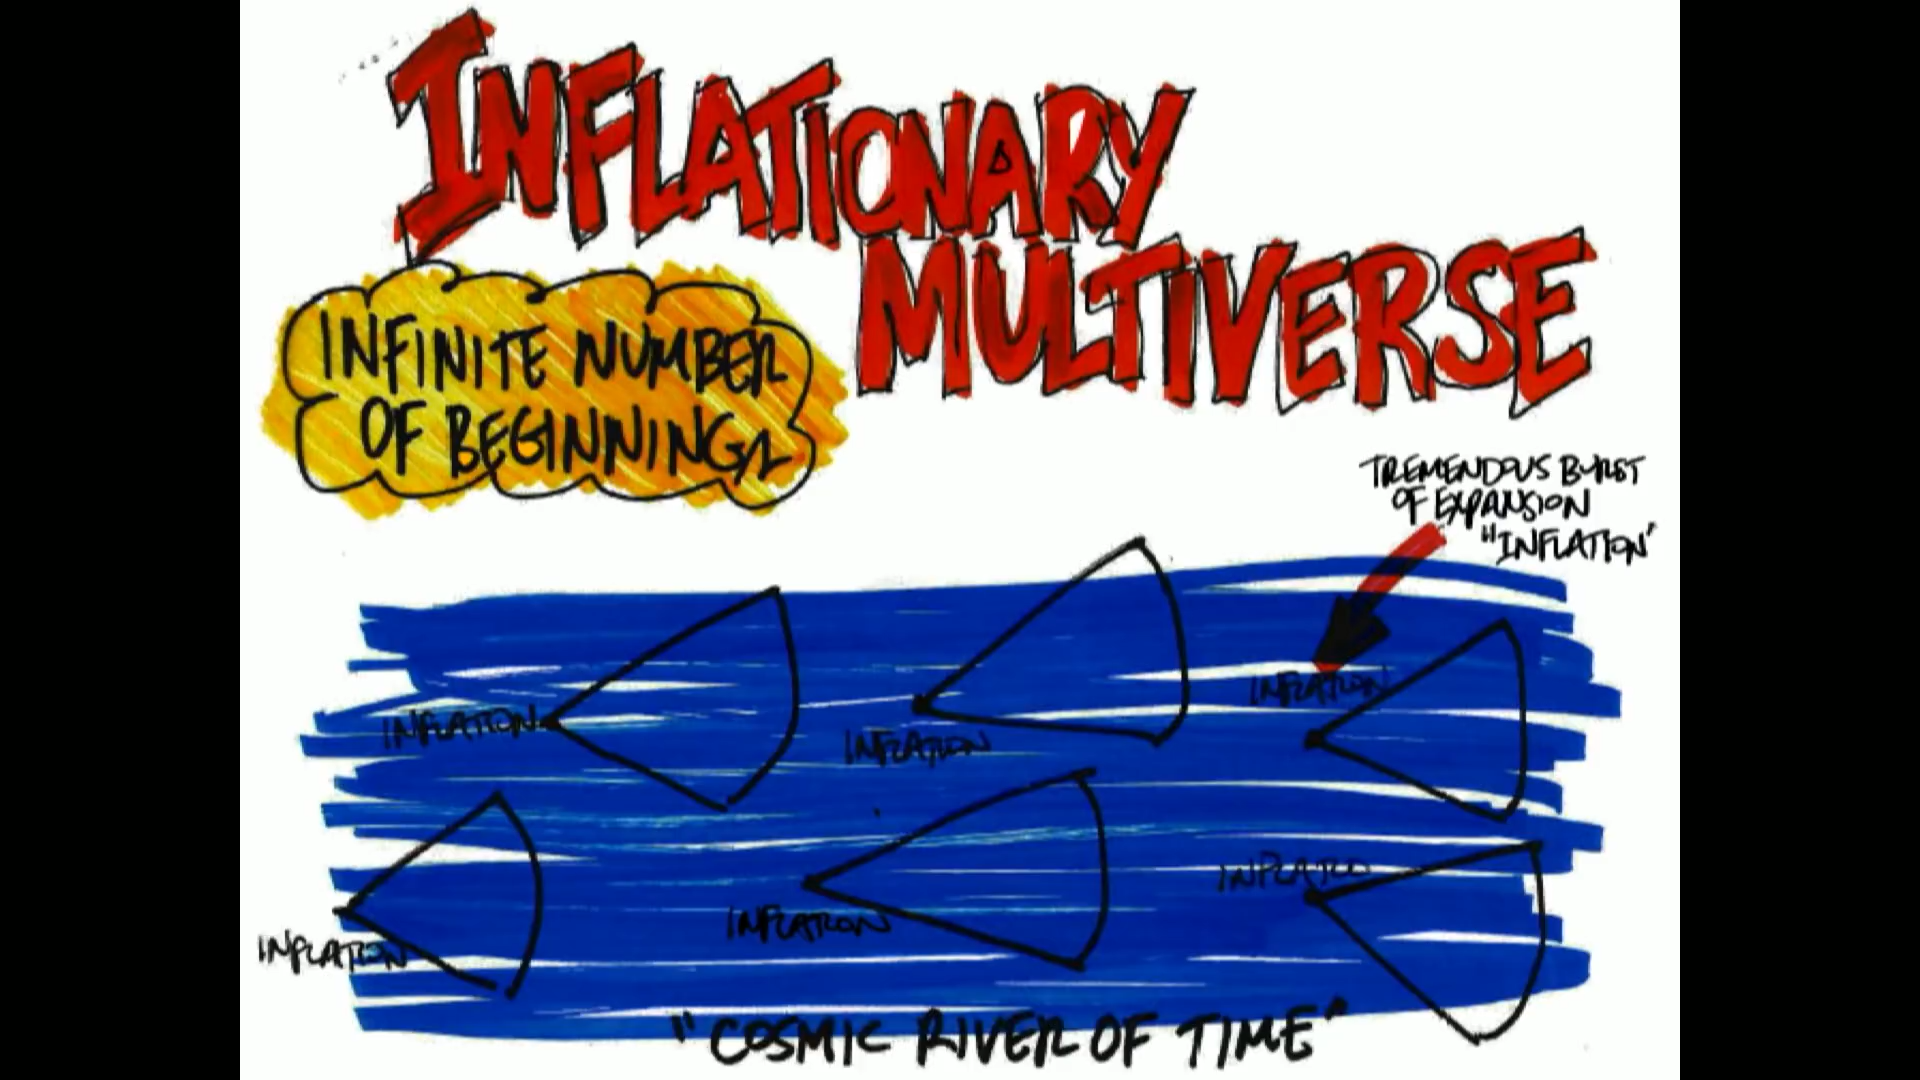 INFLATIONARY
MULTIVERSE
INFINITE NUMBER
OF BEGINNINGS
TREMENDOUS BURST
OF EXPANSION
"INFLATION"
INFLATION
INFLATION
INFLATION
INFLATION
INFLATION
INFLATIO
"COSMIC RIVER OF TIME"